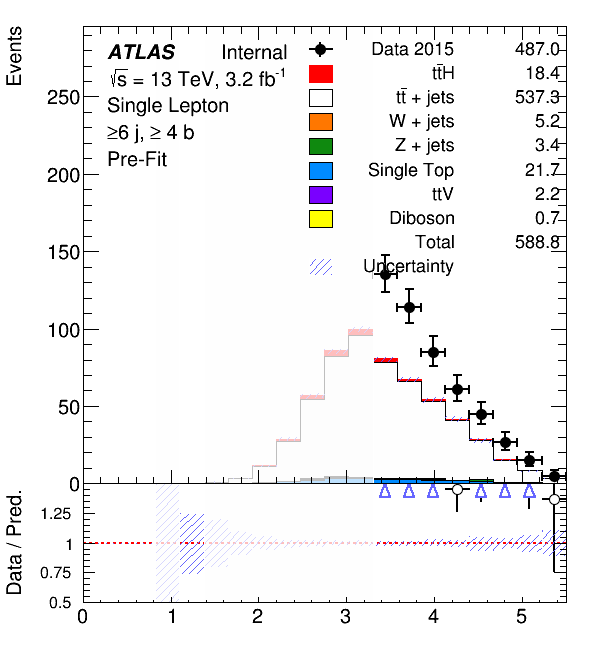 Events
ATLAS Internal
√s = 13 TeV, 3.2 fb⁻¹
Single Lepton
≥6 j, ≥ 4 b
Pre-Fit
Data 2015 487.0
tt̄H 18.4
tt̄ + jets 537.3
W + jets 5.2
Z + jets 3.4
Single Top 21.7
ttV 2.2
Diboson 0.7
Total 588.8
Uncertainty
250
200
150
100
50
0
Data / Pred.
1.25
1
0.75
0.5
0 1 2 3 4 5